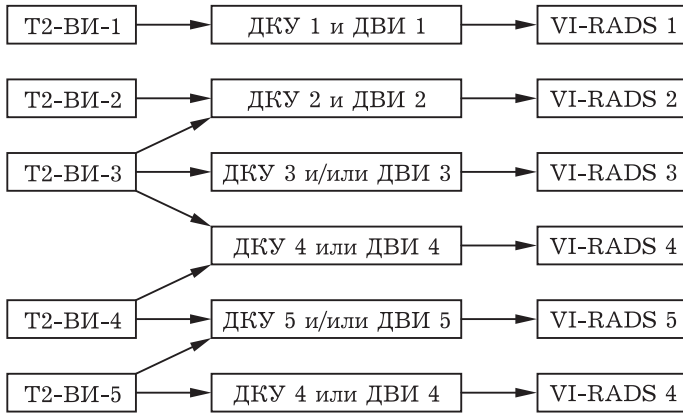 Т2-ВИ-1 ДКУ 1 и ДВИ 1 VI-RADS 1
Т2-ВИ-2 ДКУ 2 и ДВИ 2 VI-RADS 2
Т2-ВИ-3 ДКУ 3 и/или ДВИ 3 VI-RADS 3
ДКУ 4 или ДВИ 4 VI-RADS 4
Т2-ВИ-4 ДКУ 5 и/или ДВИ 5 VI-RADS 5
Т2-ВИ-5 ДКУ 4 или ДВИ 4 VI-RADS 4